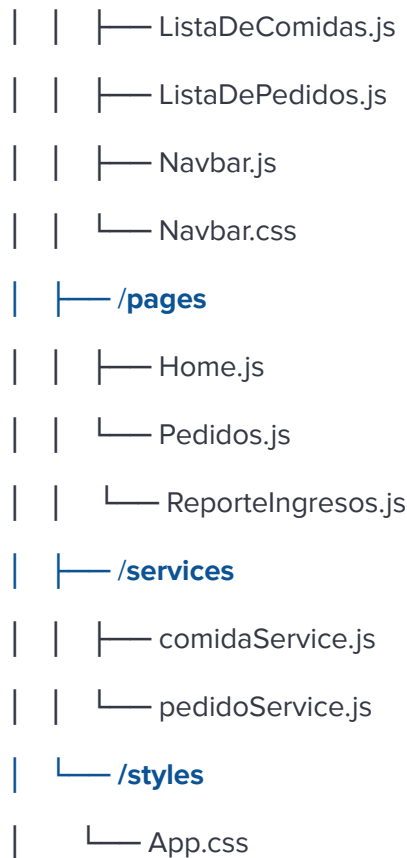 │ │ ├── ListaDeComidas.js
│ │ ├── ListaDePedidos.js
│ │ ├── Navbar.js
│ │ └── Navbar.css
│ ├── /pages
│ │ ├── Home.js
│ │ └── Pedidos.js
│ │ └── ReporteIngresos.js
│ ├── /services
│ │ ├── comidaService.js
│ │ └── pedidoService.js
│ └── /styles
│ └── App.css